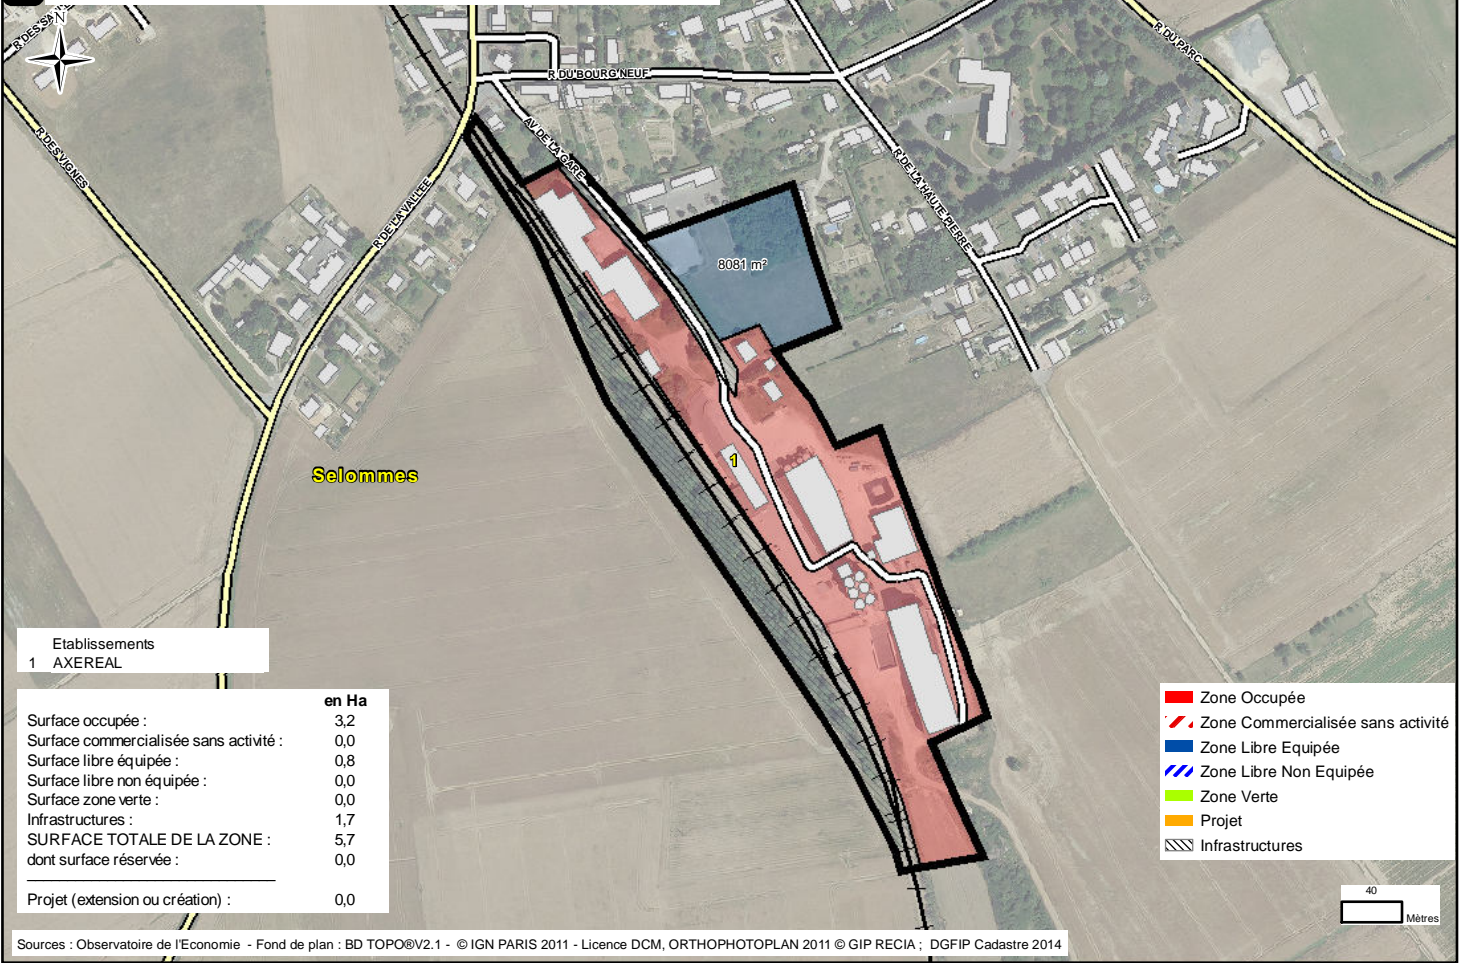 N
R DU PARC
R DU BOURG NEUF
AV DE LA GARE
R DES VIGNES
R DE LA HAUTE PIERRE
R DE LA VALLEE
8081 m²
1
Selommes
Etablissements
1 AXEREAL
en Ha
Surface occupée : 3,2
Surface commercialisée sans activité : 0,0
Surface libre équipée : 0,8
Surface libre non équipée : 0,0
Surface zone verte : 0,0
Infrastructures : 1,7
SURFACE TOTALE DE LA ZONE : 5,7
dont surface réservée : 0,0
Projet (extension ou création) : 0,0
Zone Occupée
Zone Commercialisée sans activité
Zone Libre Equipée
Zone Libre Non Equipée
Zone Verte
Projet
Infrastructures
40
Mètres
Sources : Observatoire de l'Economie - Fond de plan : BD TOPO®V2.1 - © IGN PARIS 2011 - Licence DCM, ORTHOPHOTOPLAN 2011 © GIP RECIA ; DGFIP Cadastre 2014